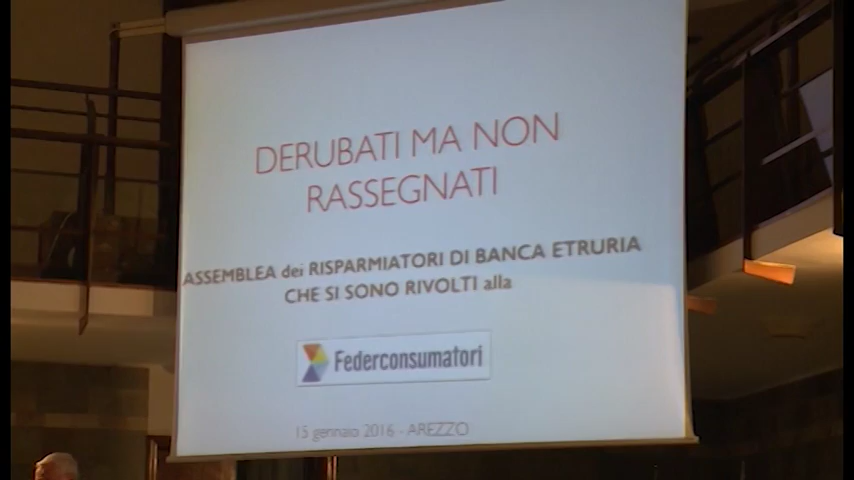 DERUBATI MA NON
RASSEGNATI
ASSEMBLEA dei RISPARMIATORI DI BANCA ETRURIA
CHE SI SONO RIVOLTI alla
Federconsumatori
15 gennaio 2016 - AREZZO